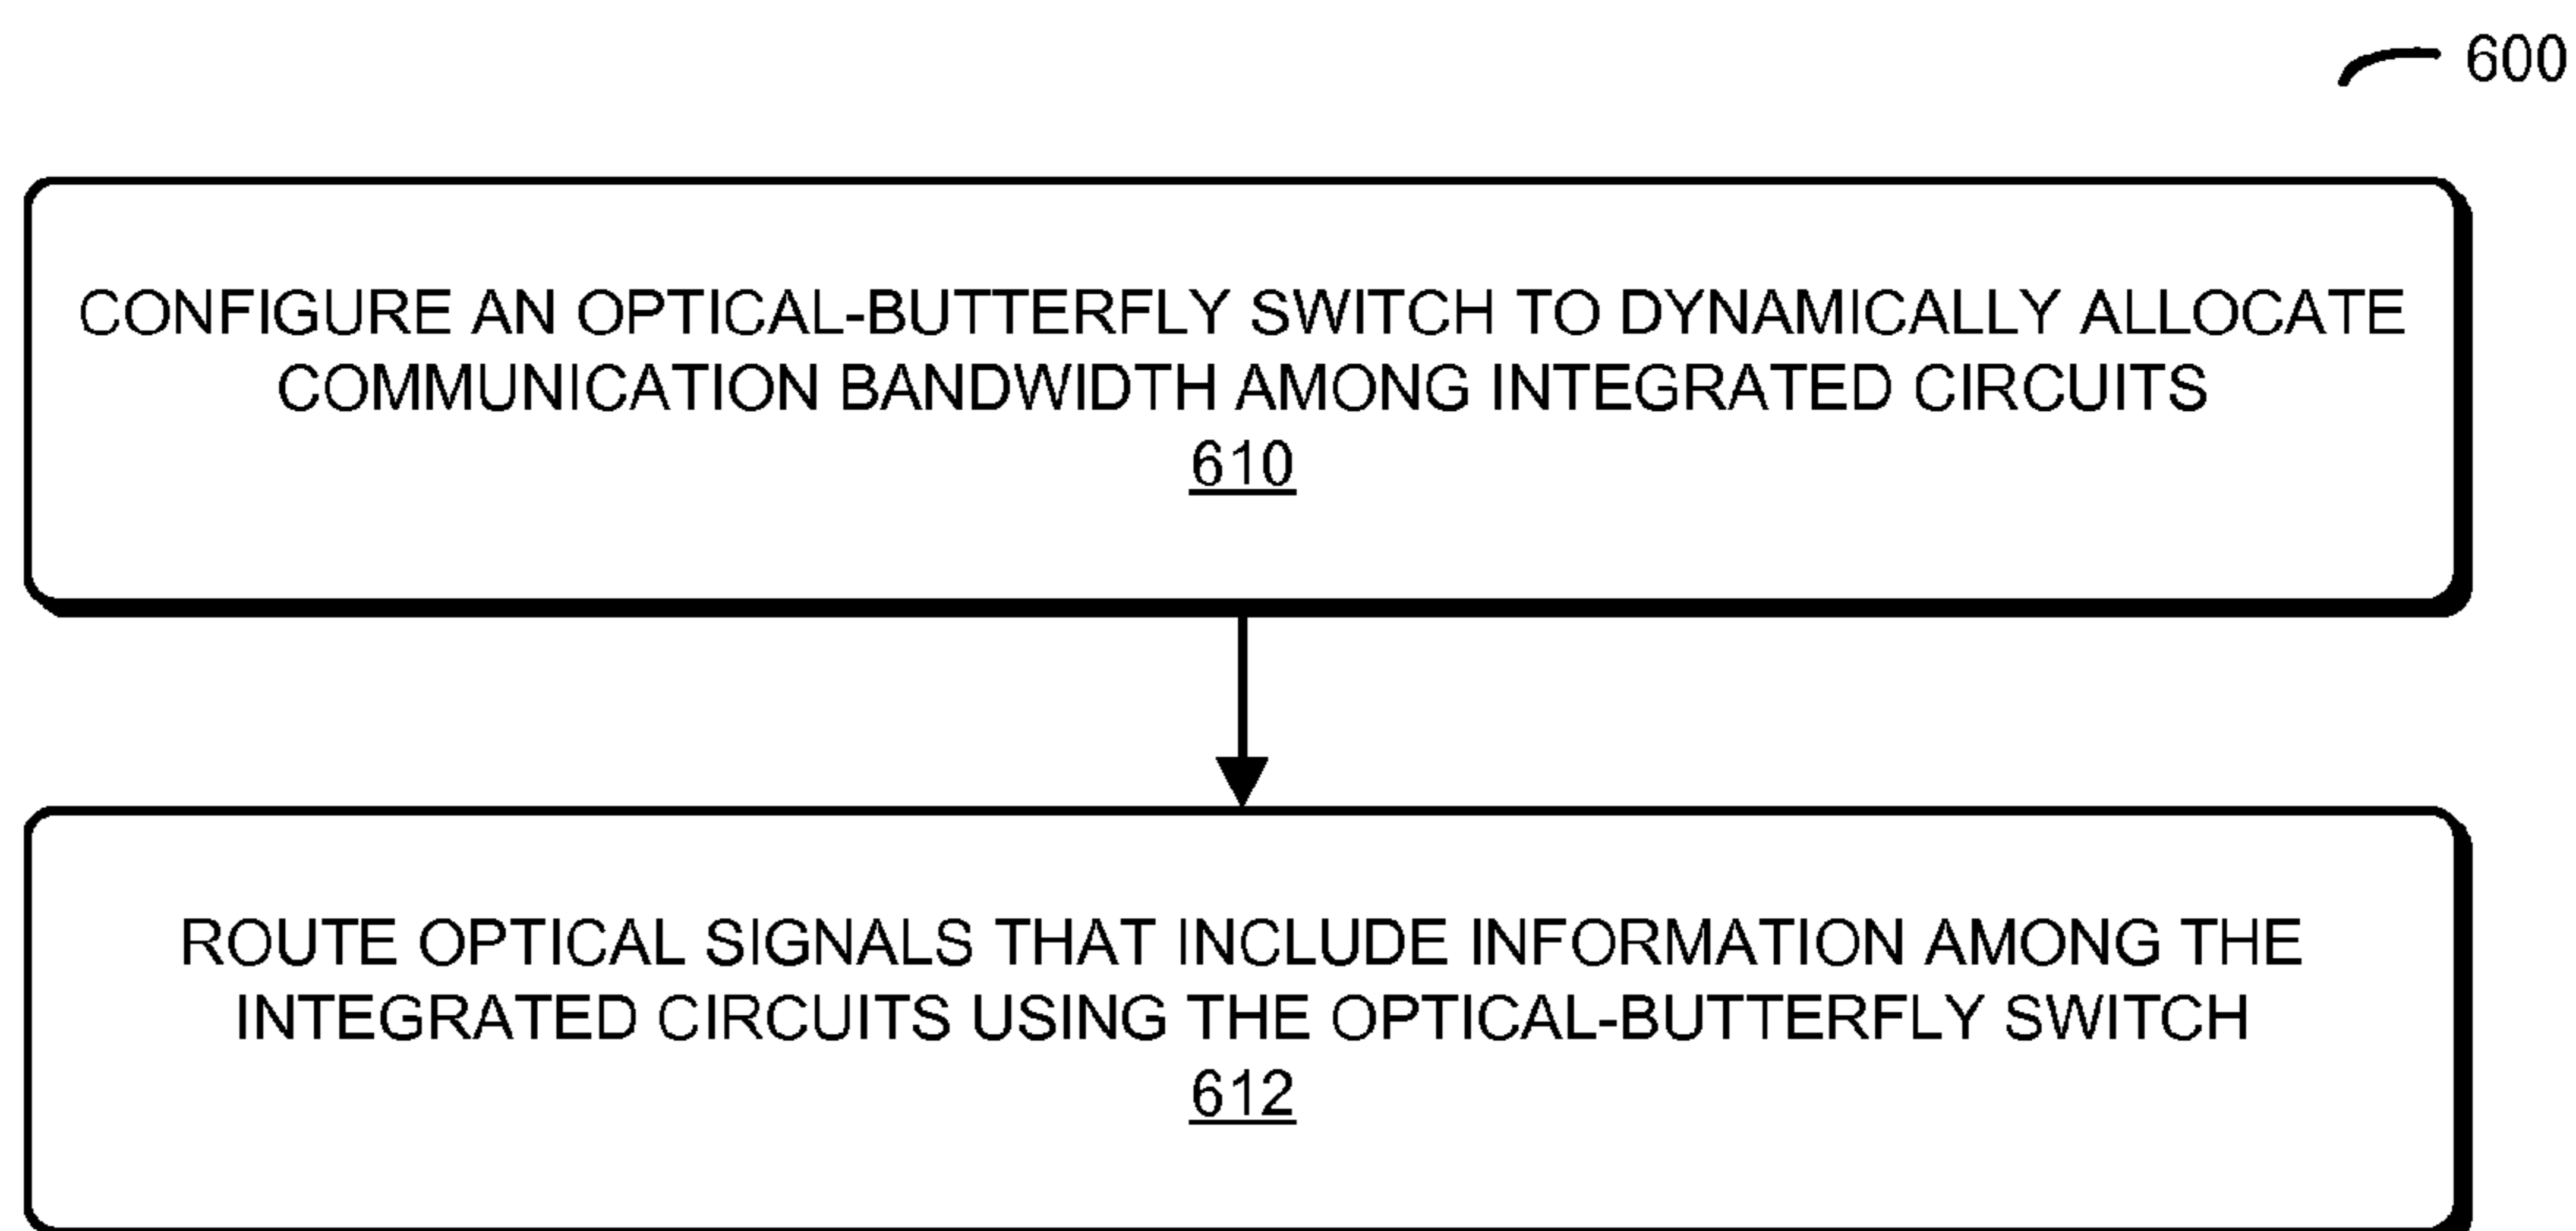 600
CONFIGURE AN OPTICAL-BUTTERFLY SWITCH TO DYNAMICALLY ALLOCATE
COMMUNICATION BANDWIDTH AMONG INTEGRATED CIRCUITS
610
ROUTE OPTICAL SIGNALS THAT INCLUDE INFORMATION AMONG THE
INTEGRATED CIRCUITS USING THE OPTICAL-BUTTERFLY SWITCH
612